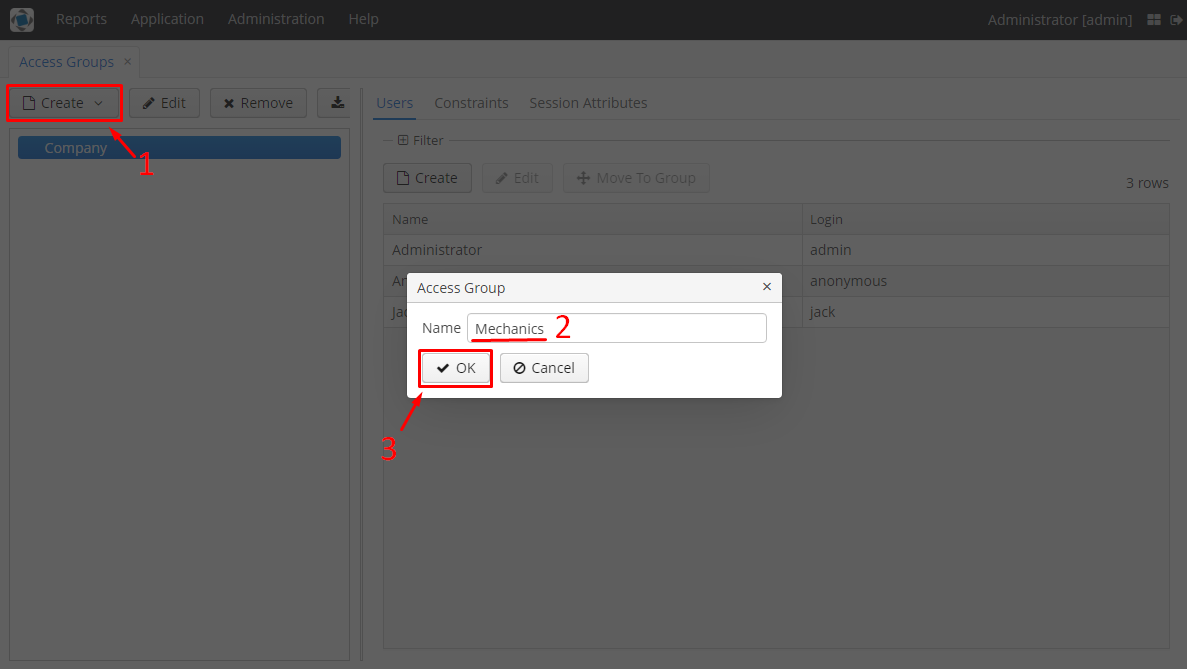 Reports Application Administration Help Administrator [admin]
Access Groups ×
Create Edit Remove
1
Company
Users Constraints Session Attributes
Filter
Create Edit Move To Group
3 rows
Name Login
Administrator admin
An anonymous
Jac jack
Access Group ×
Name Mechanics 2
OK Cancel
3